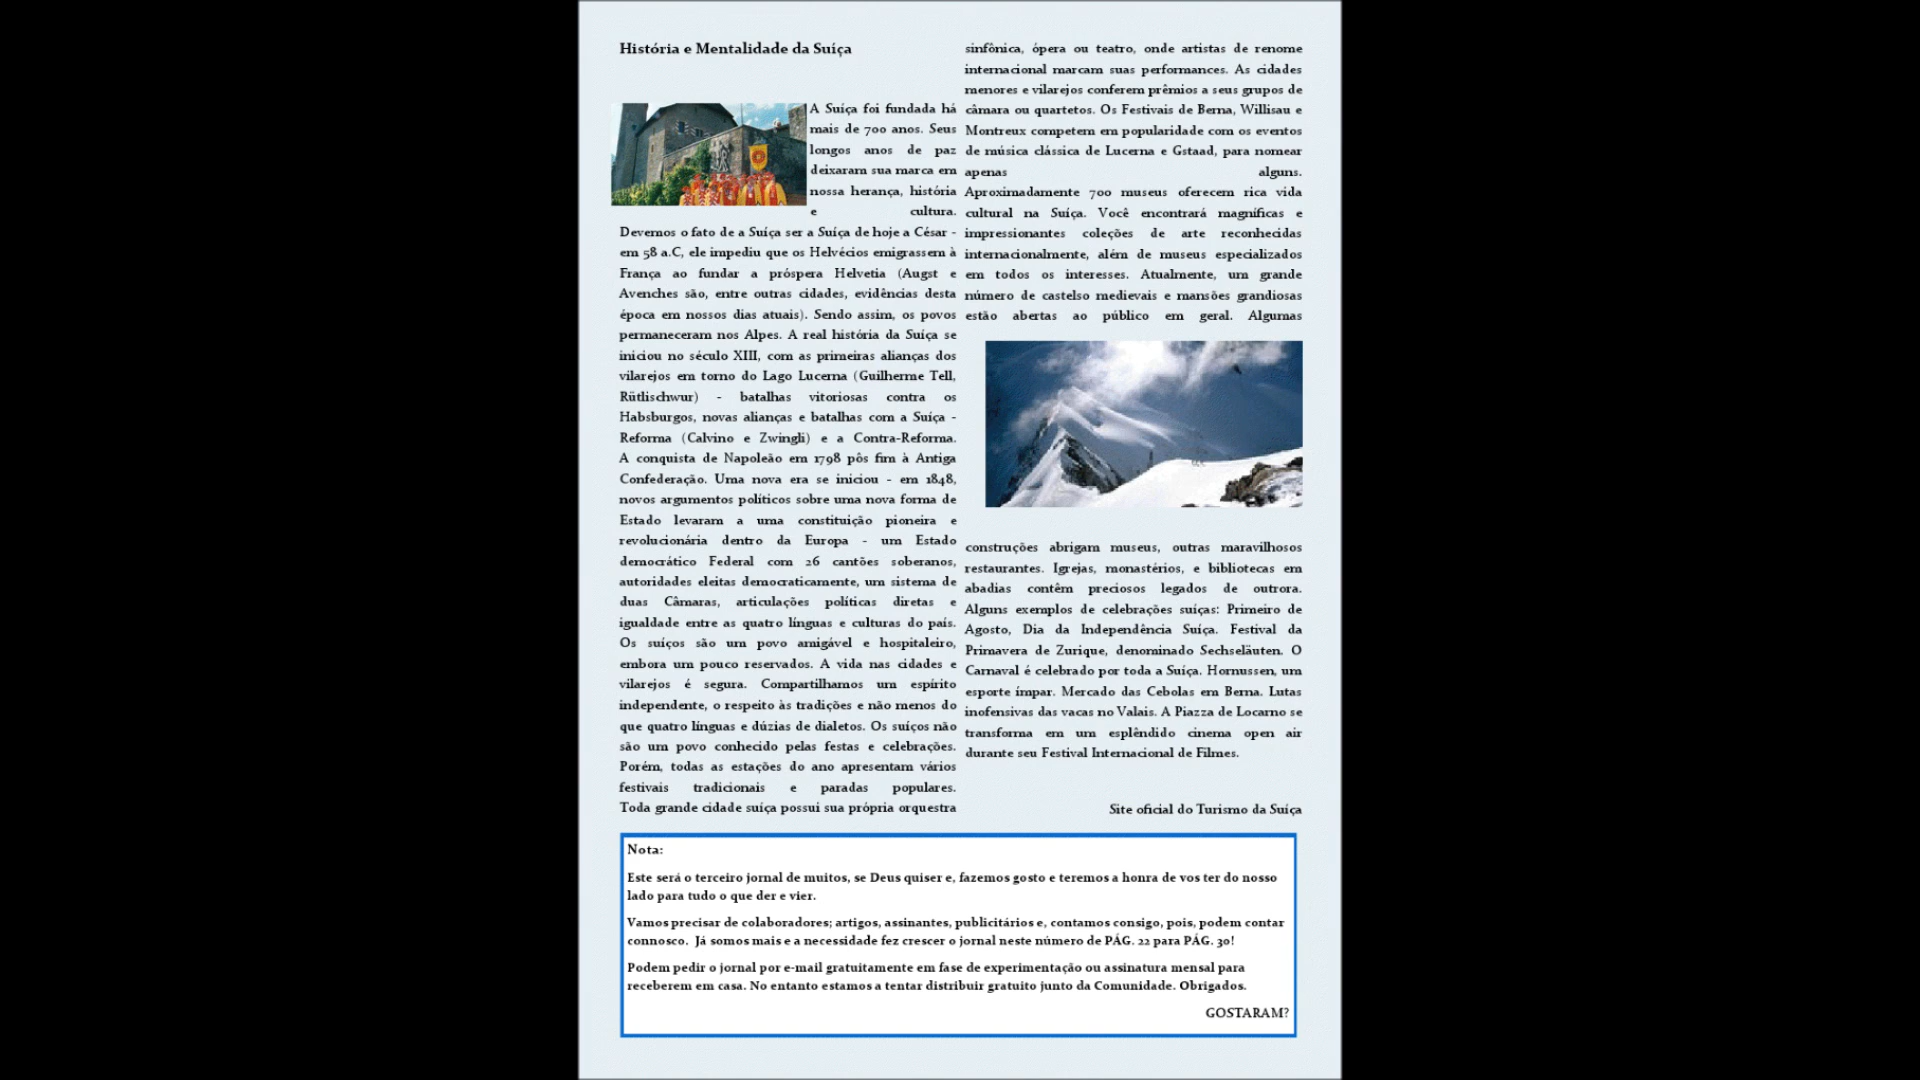 História e Mentalidade da Suíça
A Suíça foi fundada há
mais de 700 anos. Seus
longos anos de paz
deixaram sua marca em
nossa herança, história
e cultura.
Devemos o fato de a Suíça ser a Suíça de hoje a César -
em 58 a.C, ele impediu que os Helvécios emigrassem à
França ao fundar a próspera Helvetia (Augst e
Avenches são, entre outras cidades, evidências desta
época em nossos dias atuais). Sendo assim, os povos
permaneceram nos Alpes. A real história da Suíça se
iniciou no século XIII, com as primeiras alianças dos
vilarejos em torno do Lago Lucerna (Guilherme Tell,
Rütlischwur) - batalhas vitoriosas contra os
Habsburgos, novas alianças e batalhas com a Suíça -
Reforma (Calvino e Zwingli) e a Contra-Reforma.
A conquista de Napoleão em 1798 pôs fim à Antiga
Confederação. Uma nova era se iniciou - em 1848,
novos argumentos políticos sobre uma nova forma de
Estado levaram a uma constituição pioneira e
revolucionária dentro da Europa - um Estado
democrático Federal com 26 cantões soberanos,
autoridades eleitas democraticamente, um sistema de
duas Câmaras, articulações políticas diretas e
igualdade entre as quatro línguas e culturas do país.
Os suíços são um povo amigável e hospitaleiro,
embora um pouco reservados. A vida nas cidades e
vilarejos é segura. Compartilhamos um espírito
independente, o respeito às tradições e não menos do
que quatro línguas e dúzias de dialetos. Os suíços não
são um povo conhecido pelas festas e celebrações.
Porém, todas as estações do ano apresentam vários
festivais tradicionais e paradas populares.
Toda grande cidade suíça possui sua própria orquestra
sinfônica, ópera ou teatro, onde artistas de renome
internacional marcam suas performances. As cidades
menores e vilarejos conferem prêmios a seus grupos de
câmara ou quartetos. Os Festivais de Berna, Willisau e
Montreux competem em popularidade com os eventos
de música clássica de Lucerna e Gstaad, para nomear
apenas alguns.
Aproximadamente 700 museus oferecem rica vida
cultural na Suíça. Você encontrará magníficas e
impressionantes coleções de arte reconhecidas
internacionalmente, além de museus especializados
em todos os interesses. Atualmente, um grande
número de castelso medievais e mansões grandiosas
estão abertas ao público em geral. Algumas
construções abrigam museus, outras maravilhosos
restaurantes. Igrejas, monastérios, e bibliotecas em
abadias contêm preciosos legados de outrora.
Alguns exemplos de celebrações suíças: Primeiro de
Agosto, Dia da Independência Suíça. Festival da
Primavera de Zurique, denominado Sechseläuten. O
Carnaval é celebrado por toda a Suíça. Hornussen, um
esporte ímpar. Mercado das Cebolas em Berna. Lutas
inofensivas das vacas no Valais. A Piazza de Locarno se
transforma em um esplêndido cinema open air
durante seu Festival Internacional de Filmes.
Site oficial do Turismo da Suíça
Nota:
Este será o terceiro jornal de muitos, se Deus quiser e, fazemos gosto e teremos a honra de vos ter do nosso
lado para tudo o que der e vier.
Vamos precisar de colaboradores; artigos, assinantes, publicitários e, contamos consigo, pois, podem contar
connosco. Já somos mais e a necessidade fez crescer o jornal neste número de PÁG. 22 para PÁG. 30!
Podem pedir o jornal por e-mail gratuitamente em fase de experimentação ou assinatura mensal para
receberem em casa. No entanto estamos a tentar distribuir gratuito junto da Comunidade. Obrigados.
GOSTARAM?